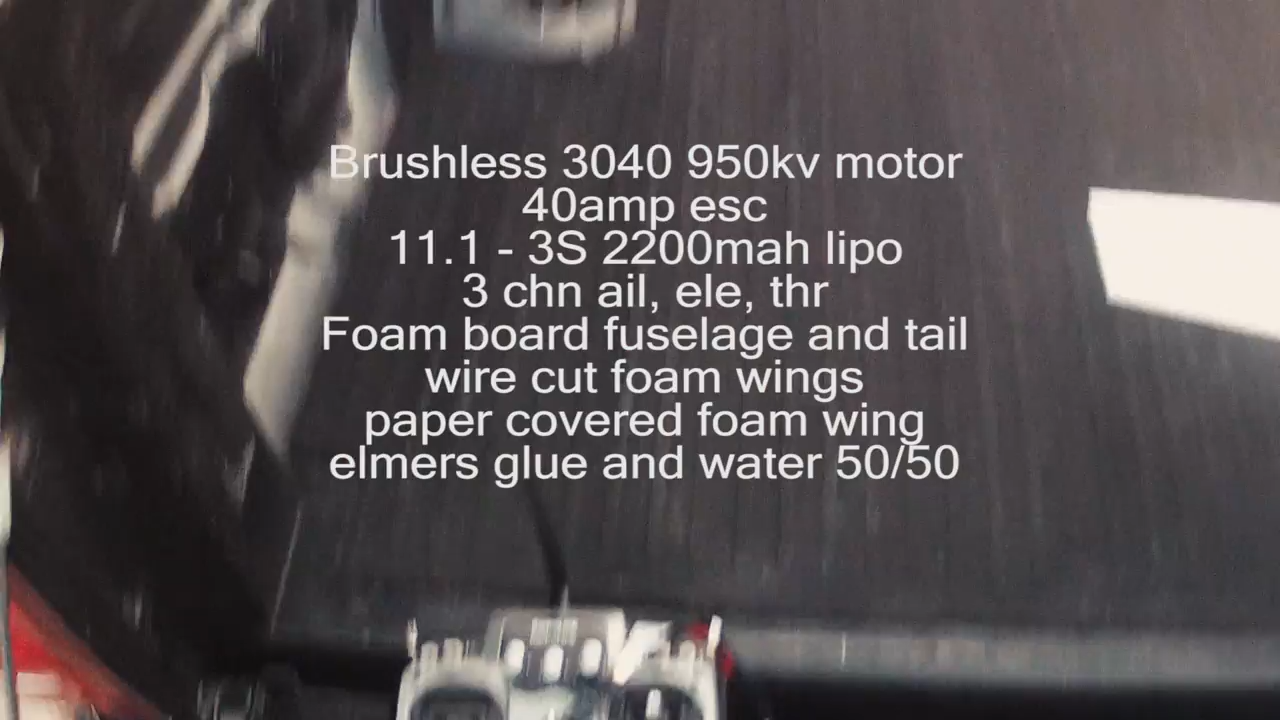 Brushless 3040 950kv motor
40amp esc
11.1 - 3S 2200mah lipo
3 chn ail, ele, thr
Foam board fuselage and tail
wire cut foam wings
paper covered foam wing
elmers glue and water 50/50